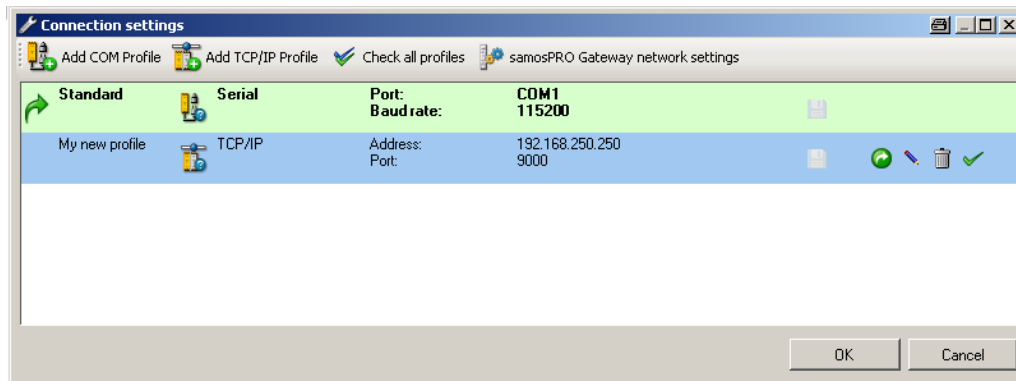 Connection settings
Add COM Profile Add TCP/IP Profile Check all profiles samosPRO Gateway network settings
Standard Serial Port: COM1
Baud rate: 115200
My new profile TCP/IP Address: 192.168.250.250
Port: 9000
OK Cancel